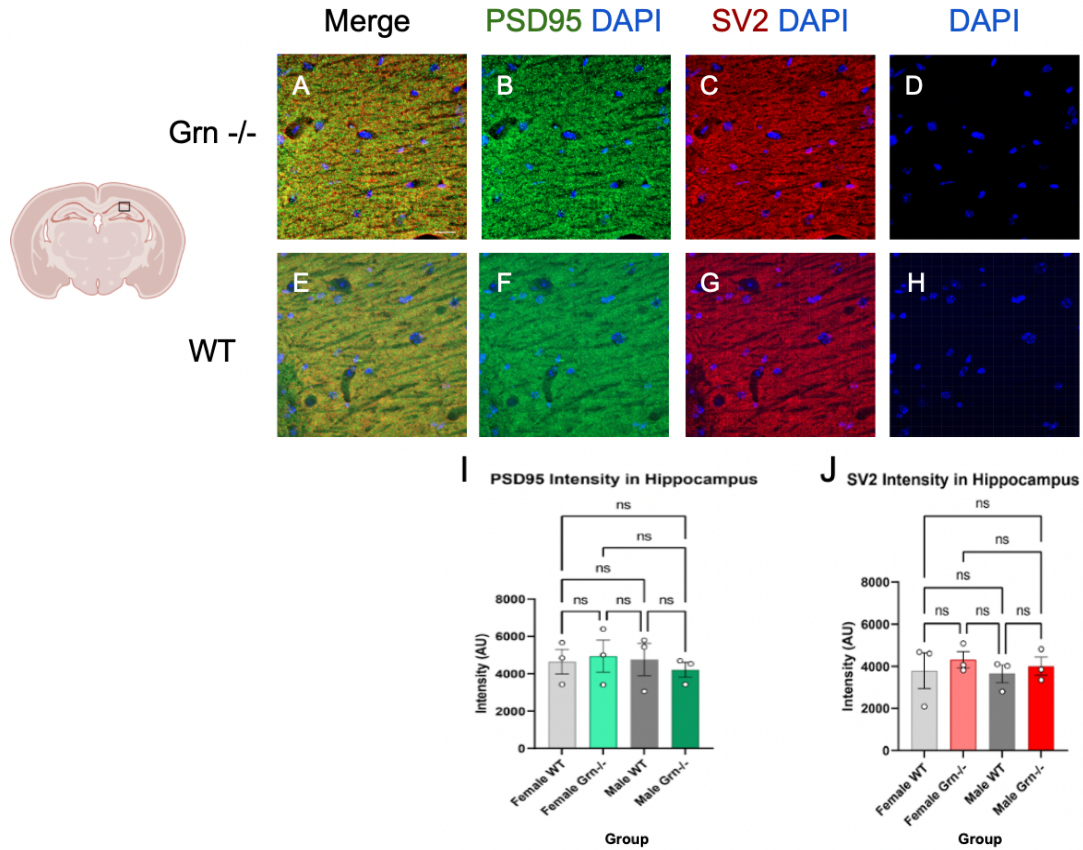 Merge PSD95 DAPI SV2 DAPI DAPI
Grn -/-
A B C D
WT
E F G H
I PSD95 Intensity in Hippocampus
ns
ns
ns
ns ns ns
8000
6000
4000
2000
0
Intensity (AU)
Female WT
Female Grn-/-
Male WT
Male Grn-/-
Group
J SV2 Intensity in Hippocampus
ns
ns
ns
ns ns ns
8000
6000
4000
2000
0
Intensity (AU)
Female WT
Female Grn-/-
Male WT
Male Grn-/-
Group